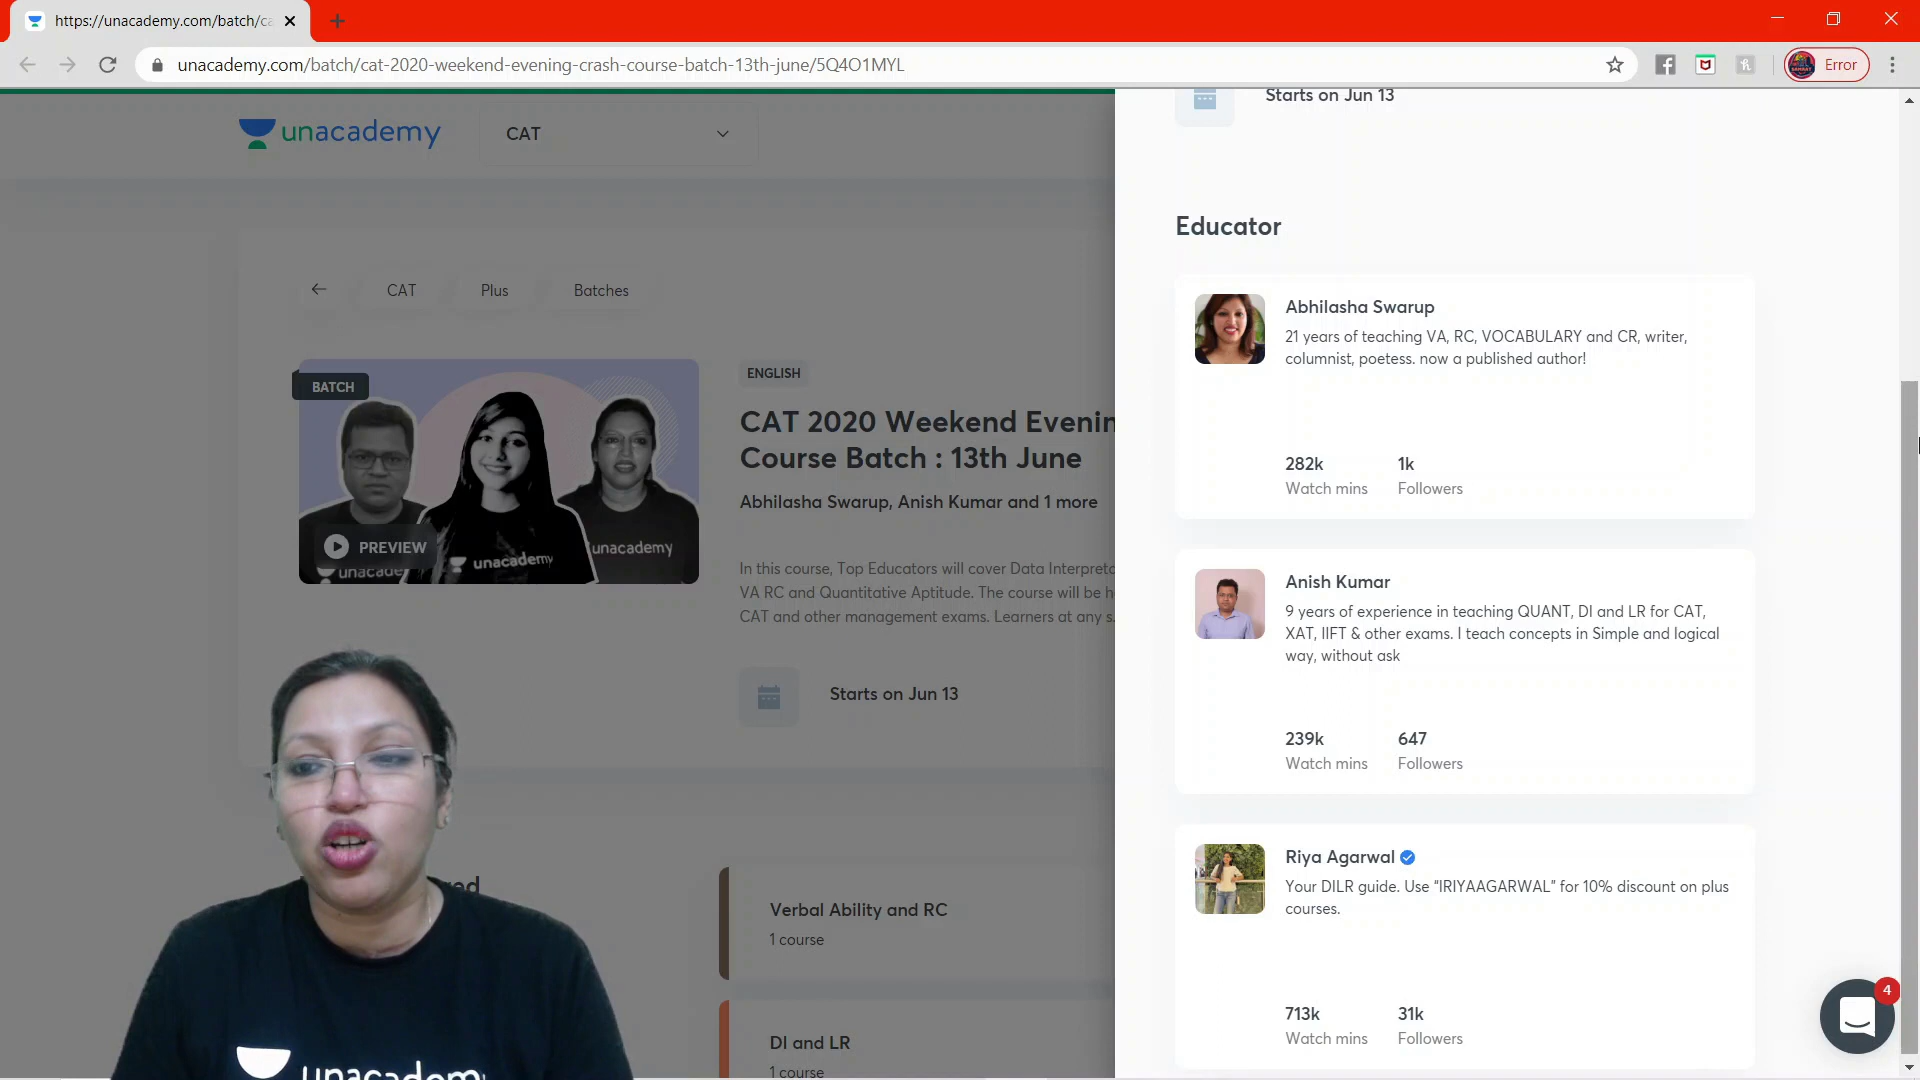 https://unacademy.com/batch/ca
unacademy.com/batch/cat-2020-weekend-evening-crash-course-batch-13th-june/5Q4O1MYL
Error
unacademy
CAT
CAT
Plus
Batches
BATCH
PREVIEW
unacademy
unacademy
unacade
ENGLISH
CAT 2020 Weekend Evenin
Course Batch : 13th June
Abhilasha Swarup, Anish Kumar and 1 more
In this course, Top Educators will cover Data Interpreta
VA RC and Quantitative Aptitude. The course will be h
CAT and other management exams. Learners at any s
Starts on Jun 13
Verbal Ability and RC
1 course
DI and LR
1 course
unacademy
Starts on Jun 13
Educator
Abhilasha Swarup
21 years of teaching VA, RC, VOCABULARY and CR, writer,
columnist, poetess. now a published author!
282k
1k
Watch mins
Followers
Anish Kumar
9 years of experience in teaching QUANT, DI and LR for CAT,
XAT, IIFT & other exams. I teach concepts in Simple and logical
way, without ask
239k
647
Watch mins
Followers
Riya Agarwal
Your DILR guide. Use “IRIYAAGARWAL” for 10% discount on plus
courses.
713k
31k
Watch mins
Followers
4